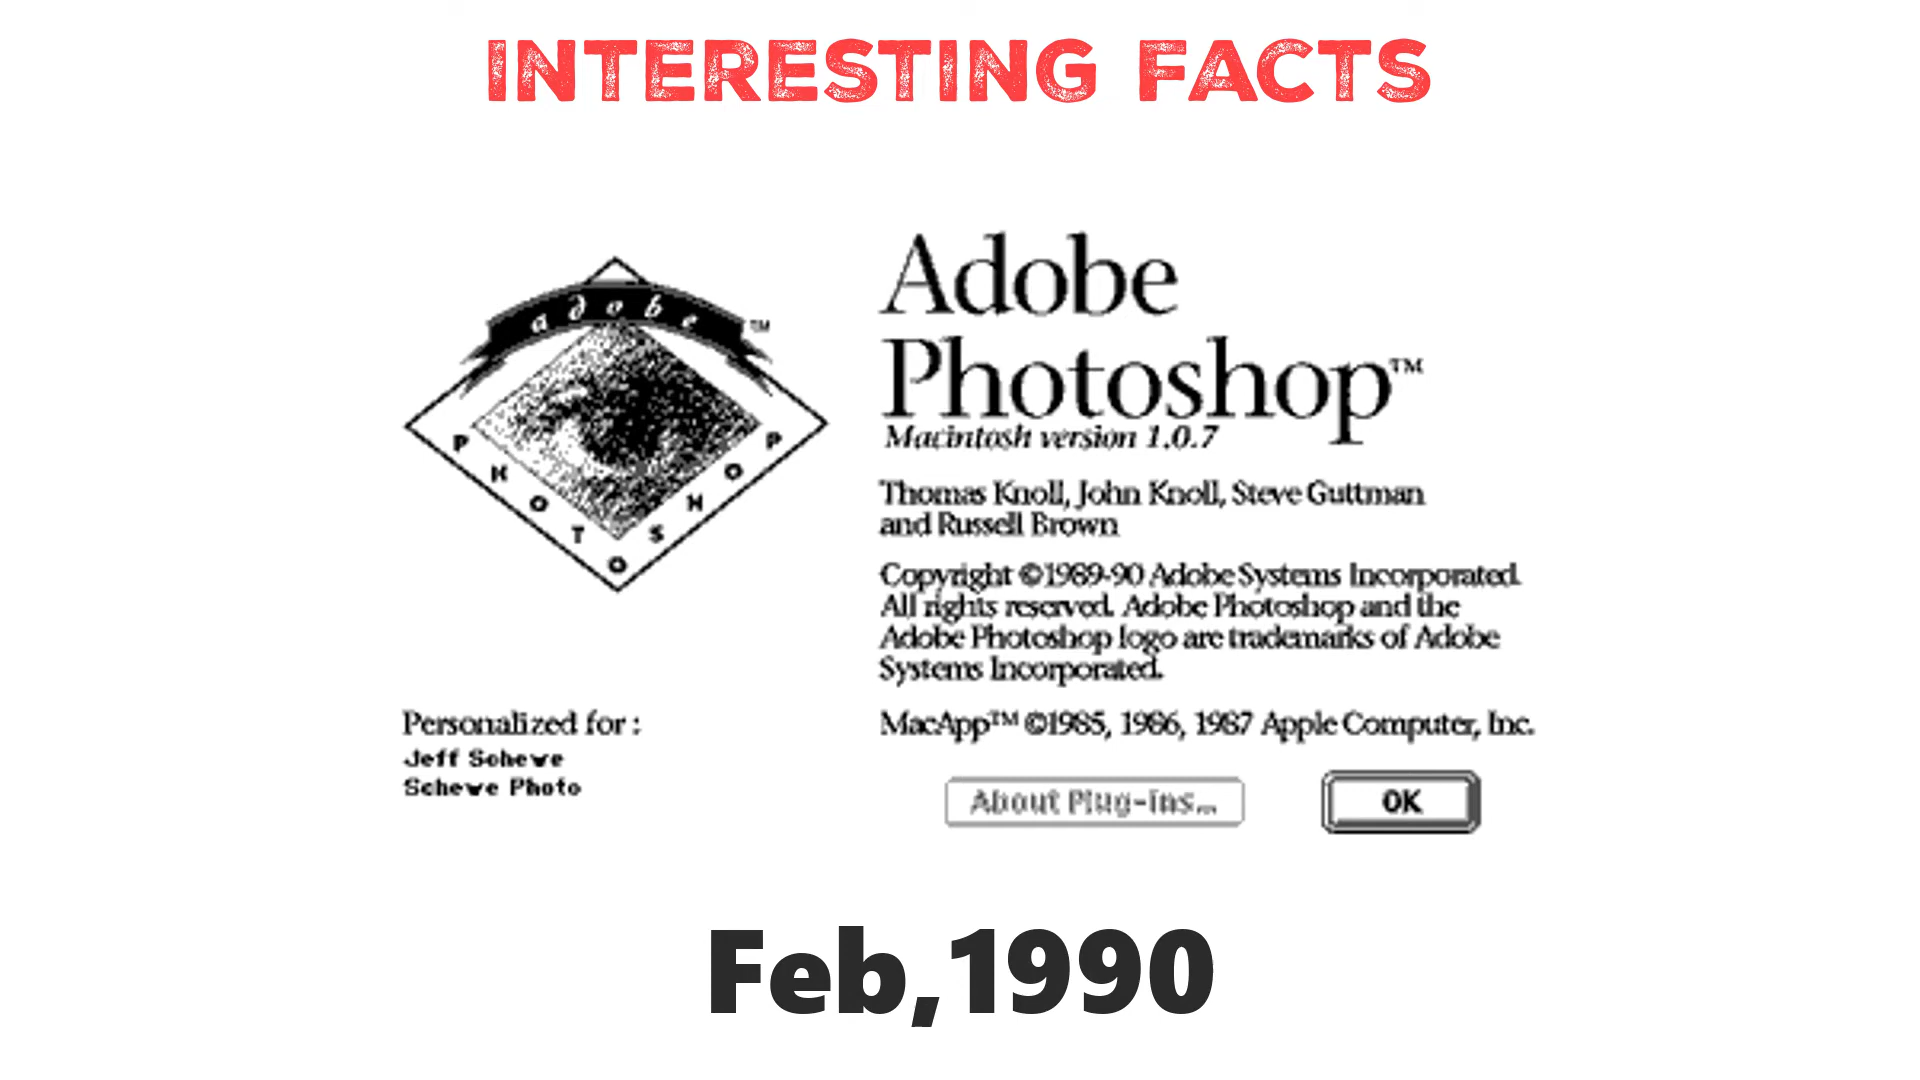 INTERESTING FACTS
adobe™
PHOTOSHOP
Adobe
Photoshop™
Macintosh version 1.0.7
Thomas Knoll, John Knoll, Steve Guttman
and Russell Brown
Copyright ©1989-90 Adobe Systems Incorporated.
All rights reserved. Adobe Photoshop and the
Adobe Photoshop logo are trademarks of Adobe
Systems Incorporated.
Personalized for :
Jeff Schewe
Schewe Photo
MacApp™ ©1985, 1986, 1987 Apple Computer, Inc.
About Plug-ins...
OK
Feb,1990